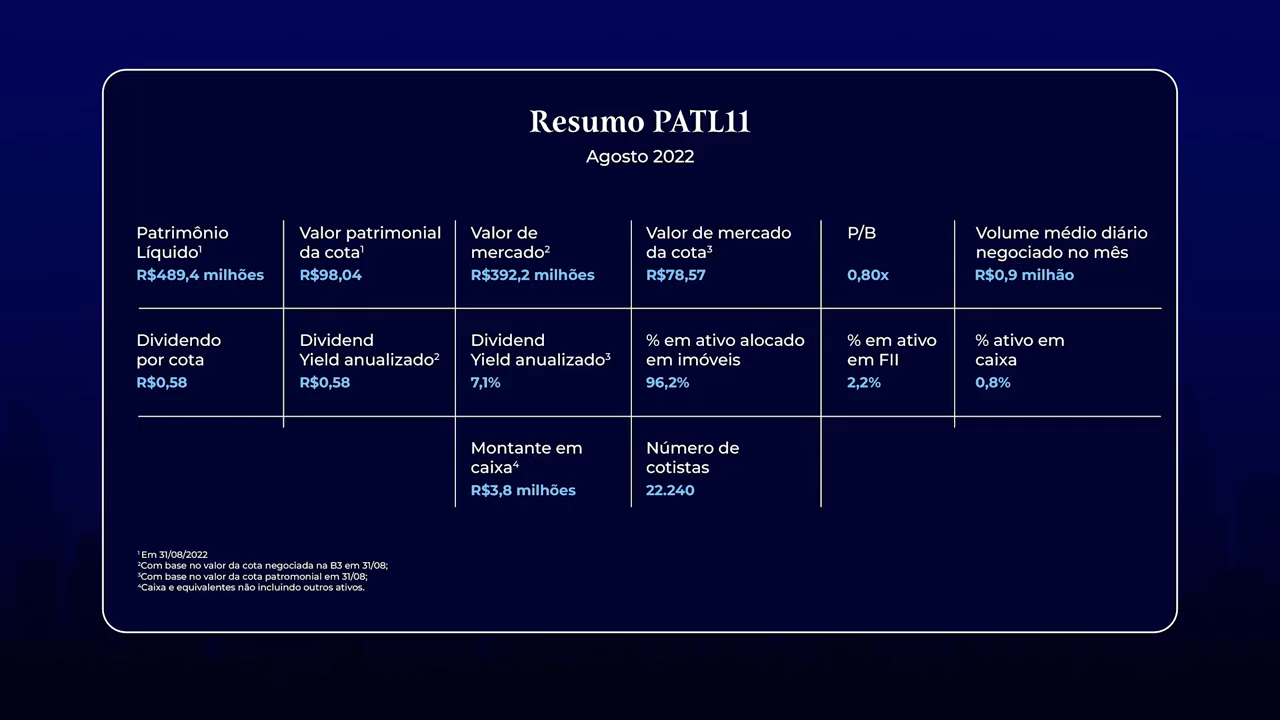 Resumo PATL11
Agosto 2022
Patrimônio
Líquido¹
R$489,4 milhões
Valor patrimonial
da cota¹
R$98,04
Valor de
mercado²
R$392,2 milhões
Valor de mercado
da cota³
R$78,57
P/B
0,80x
Volume médio diário
negociado no mês
R$0,9 milhão
Dividendo
por cota
R$0,58
Dividend
Yield anualizado²
R$0,58
Dividend
Yield anualizado³
7,1%
% em ativo alocado
em imóveis
96,2%
% em ativo
em FII
2,2%
% ativo em
caixa
0,8%
Montante em
caixa⁴
R$3,8 milhões
Número de
cotistas
22.240
¹ Em 31/08/2022
²Com base no valor da cota negociada na B3 em 31/08;
³Com base no valor da cota patromonial em 31/08;
⁴Caixa e equivalentes não incluindo outros ativos.